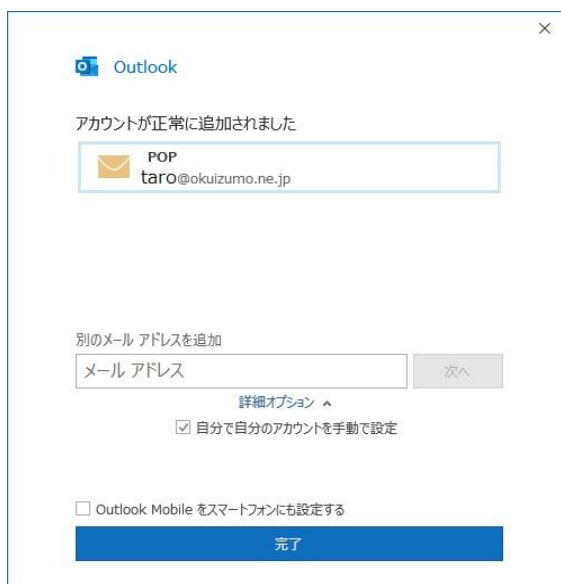 Outlook
アカウントが正常に追加されました
POP
taro@okuizumo.ne.jp
別のメール アドレスを追加
メール アドレス
次へ
詳細オプション
自分で自分のアカウントを手動で設定
Outlook Mobile をスマートフォンにも設定する
完了